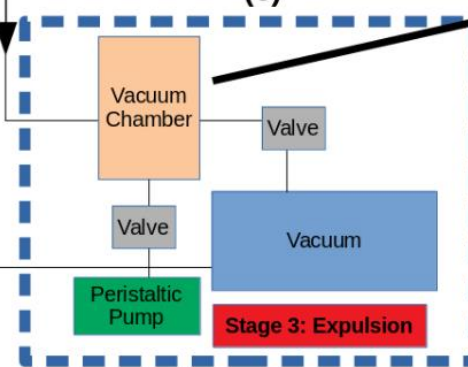 Vacuum
Chamber
Valve
Valve
Vacuum
Peristaltic
Pump
Stage 3: Expulsion